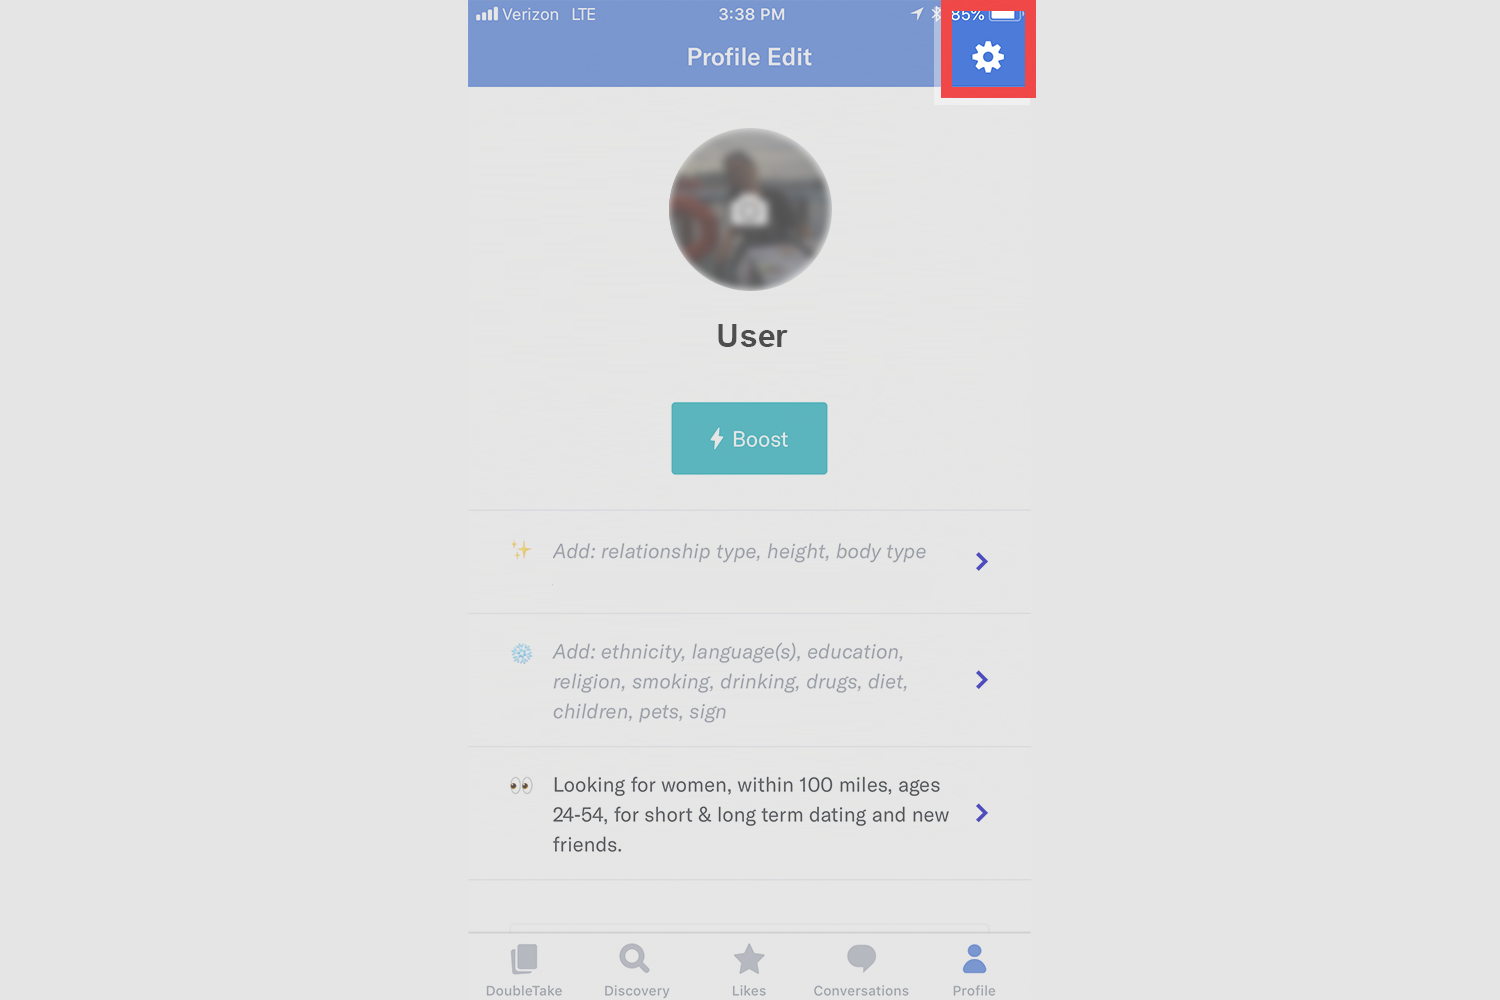 Verizon LTE 3:38 PM 85%
Profile Edit
User
Boost
Add: relationship type, height, body type
Add: ethnicity, language(s), education,
religion, smoking, drinking, drugs, diet,
children, pets, sign
Looking for women, within 100 miles, ages
24-54, for short & long term dating and new
friends.
DoubleTake Discovery Likes Conversations Profile